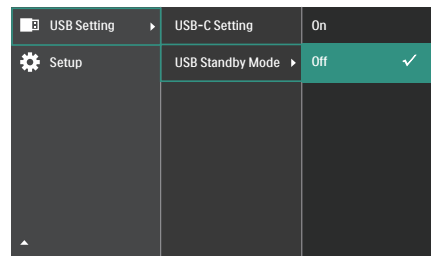 USB Setting
USB-C Setting
On
Setup
USB Standby Mode
Off